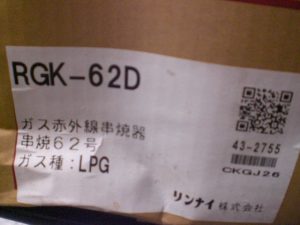 RGK-62D
ガス赤外線串焼器
串焼62号
ガス種：LPG
43-2755
CKGJ26
リンナイ株式会社